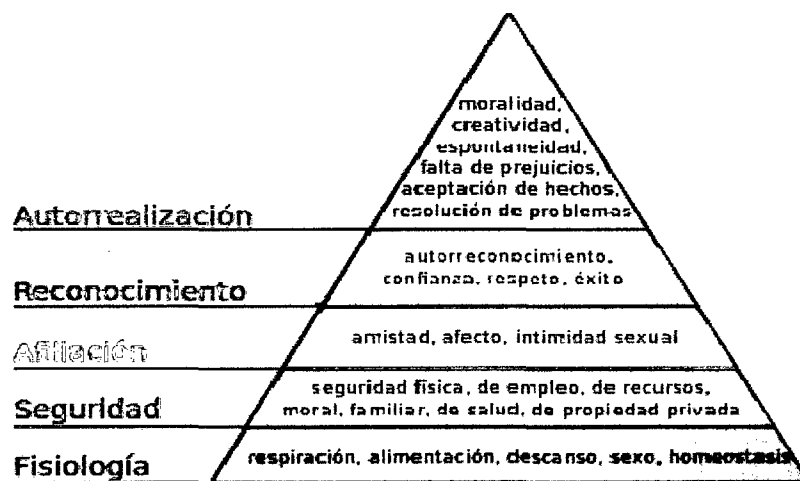 moralidad,
creatividad,
espontaneidad,
falta de prejuicios,
aceptación de hechos,
resolución de problemas
Autorrealización
autorreconocimiento,
confianza, respeto, éxito
Reconocimiento
amistad, afecto, intimidad sexual
Afiliación
seguridad física, de empleo, de recursos,
moral, familiar, de salud, de propiedad privada
Seguridad
respiración, alimentación, descanso, sexo, homeostasis
Fisiología